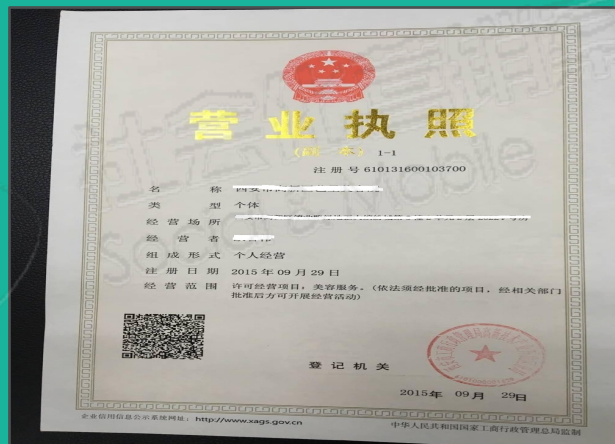 营业执照
(副 本) 1-1
注 册 号 610131600103700
名 称
类 型 个体
经 营 场 所
经 营 者
组 成 形 式 个人经营
注 册 日 期 2015 年 09 月 29 日
经 营 范 围 许可经营项目：美容服务。（依法须经批准的项目，经相关部门
批准后方可开展经营活动）
登 记 机 关
2015年 09月 29日
企业信用信息公示系统网址：http://www.xags.gov.cn
中华人民共和国国家工商行政管理总局监制